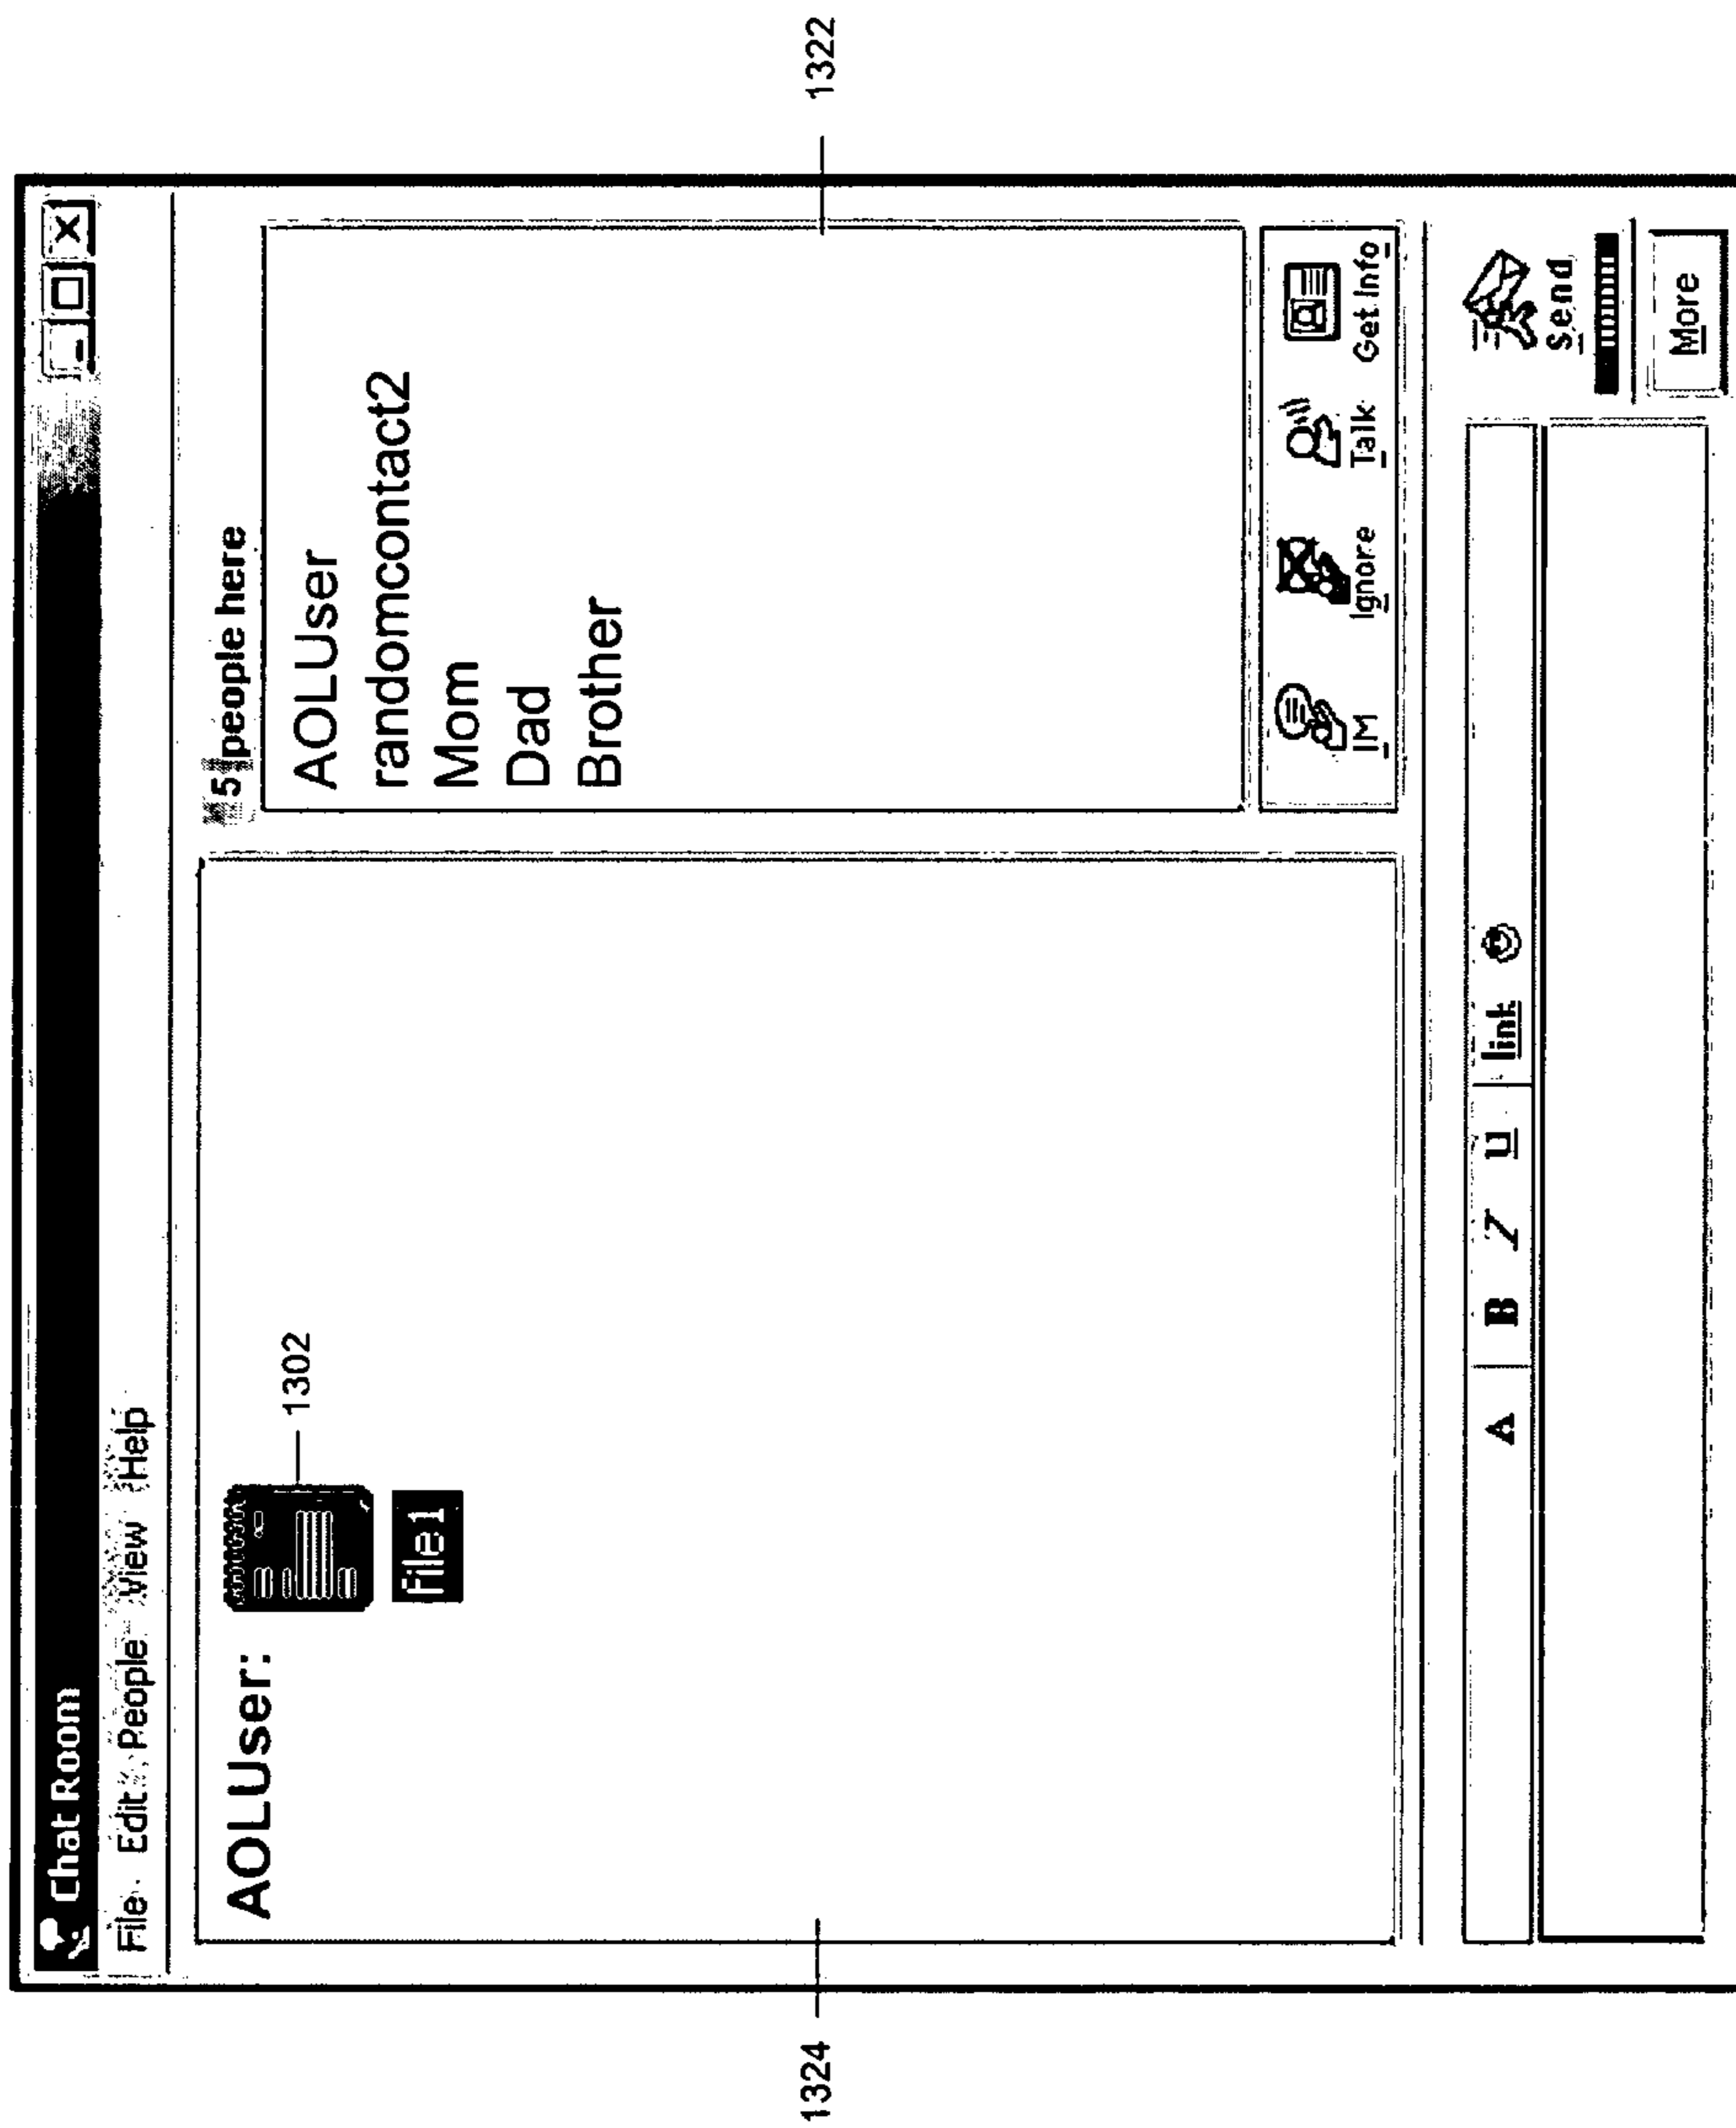 Chat Room
File Edit People View Help
5 people here
AOLUser:
1302
File1
AOLUser
randomcontact2
Mom
Dad
Brother
1324
1322
IM Ignore Talk Get Info
A B I U link
Send
More